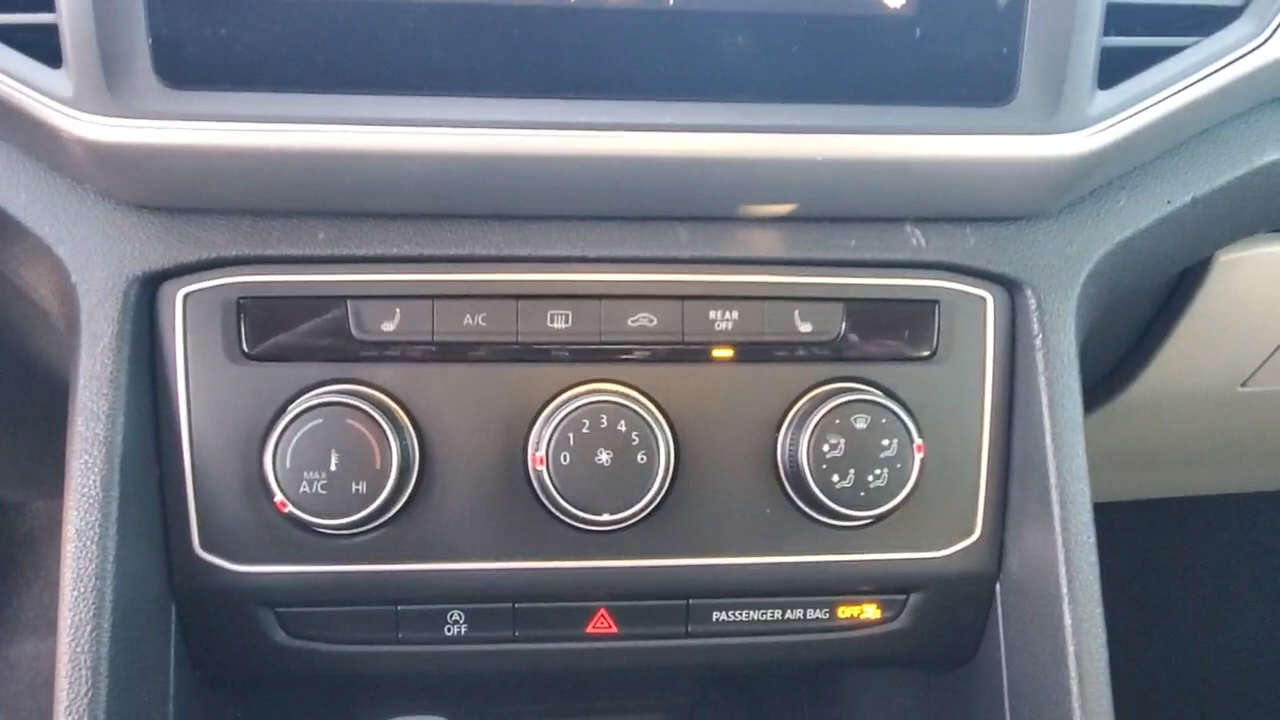 A/C
REAR
OFF
MAX
A/C HI
0 1 2 3 4 5 6
A
OFF
PASSENGER AIR BAG OFF